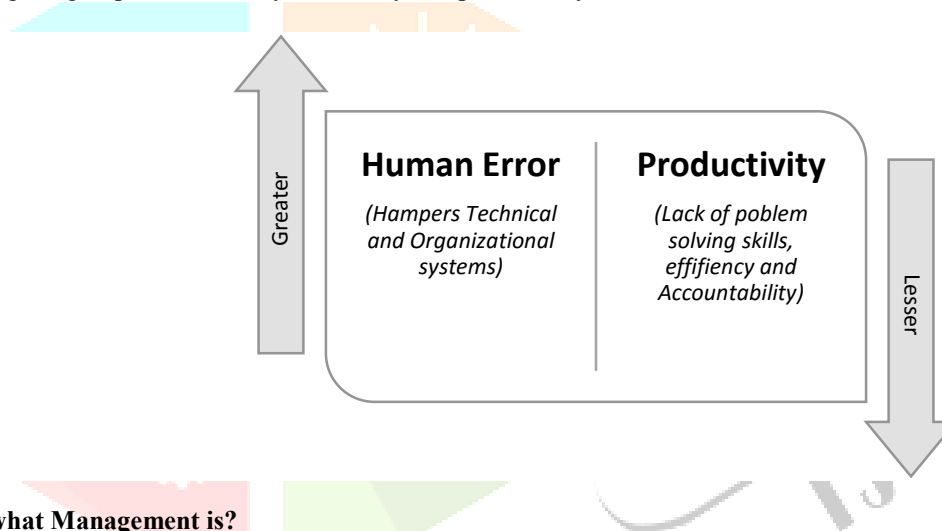 Greater
Human Error
(Hampers Technical
and Organizational
systems)
Productivity
(Lack of poblem
solving skills,
effifiency and
Accountability)
Lesser
what Management is?